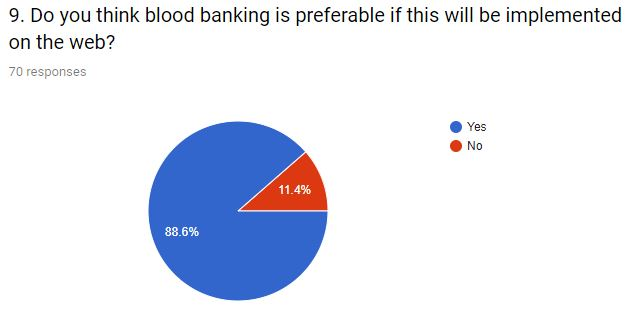 9. Do you think blood banking is preferable if this will be implemented
on the web?
70 responses
Yes
No
11.4%
88.6%